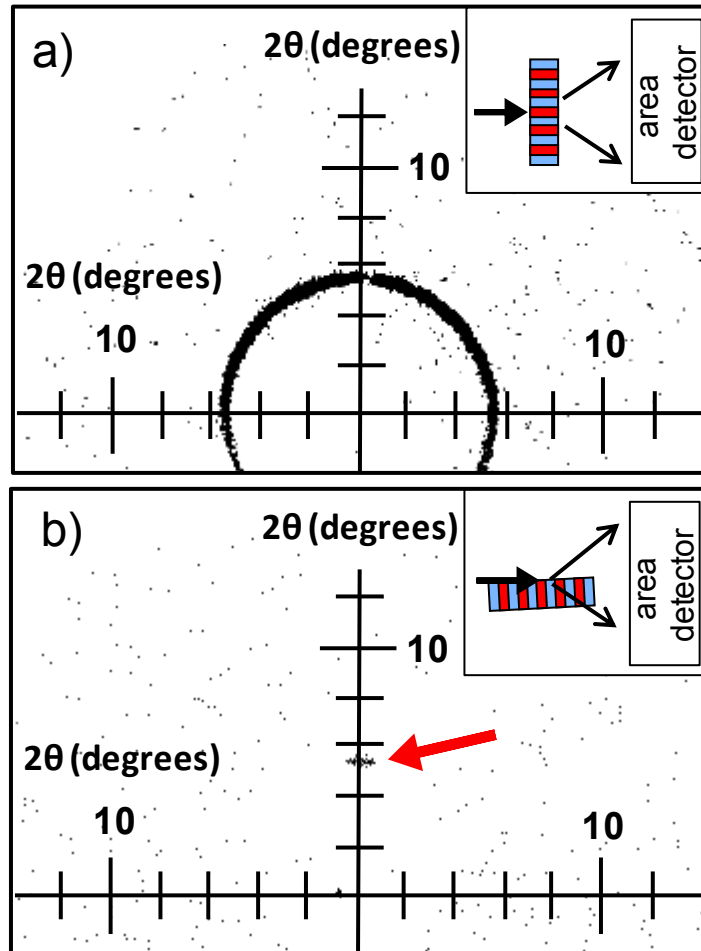 a)
2θ (degrees)
area
detector
10
2θ (degrees)
10
10
b)
2θ (degrees)
area
detector
10
2θ (degrees)
10
10